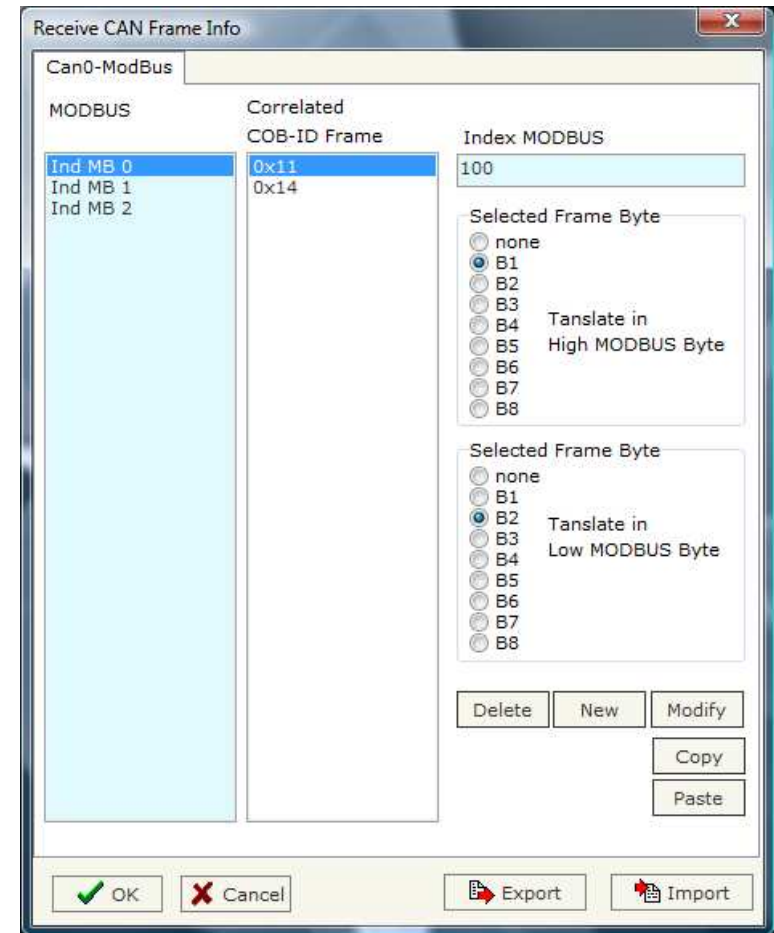 Receive CAN Frame Info
Can0-ModBus
MODBUS
Correlated
COB-ID Frame
Index MODBUS
Ind MB 0
Ind MB 1
Ind MB 2
0x11
0x14
100
Selected Frame Byte
none
B1
B2
B3
B4
B5
B6
B7
B8
Tanslate in
High MODBUS Byte
Selected Frame Byte
none
B1
B2
B3
B4
B5
B6
B7
B8
Tanslate in
Low MODBUS Byte
Delete
New
Modify
Copy
Paste
OK
Cancel
Export
Import